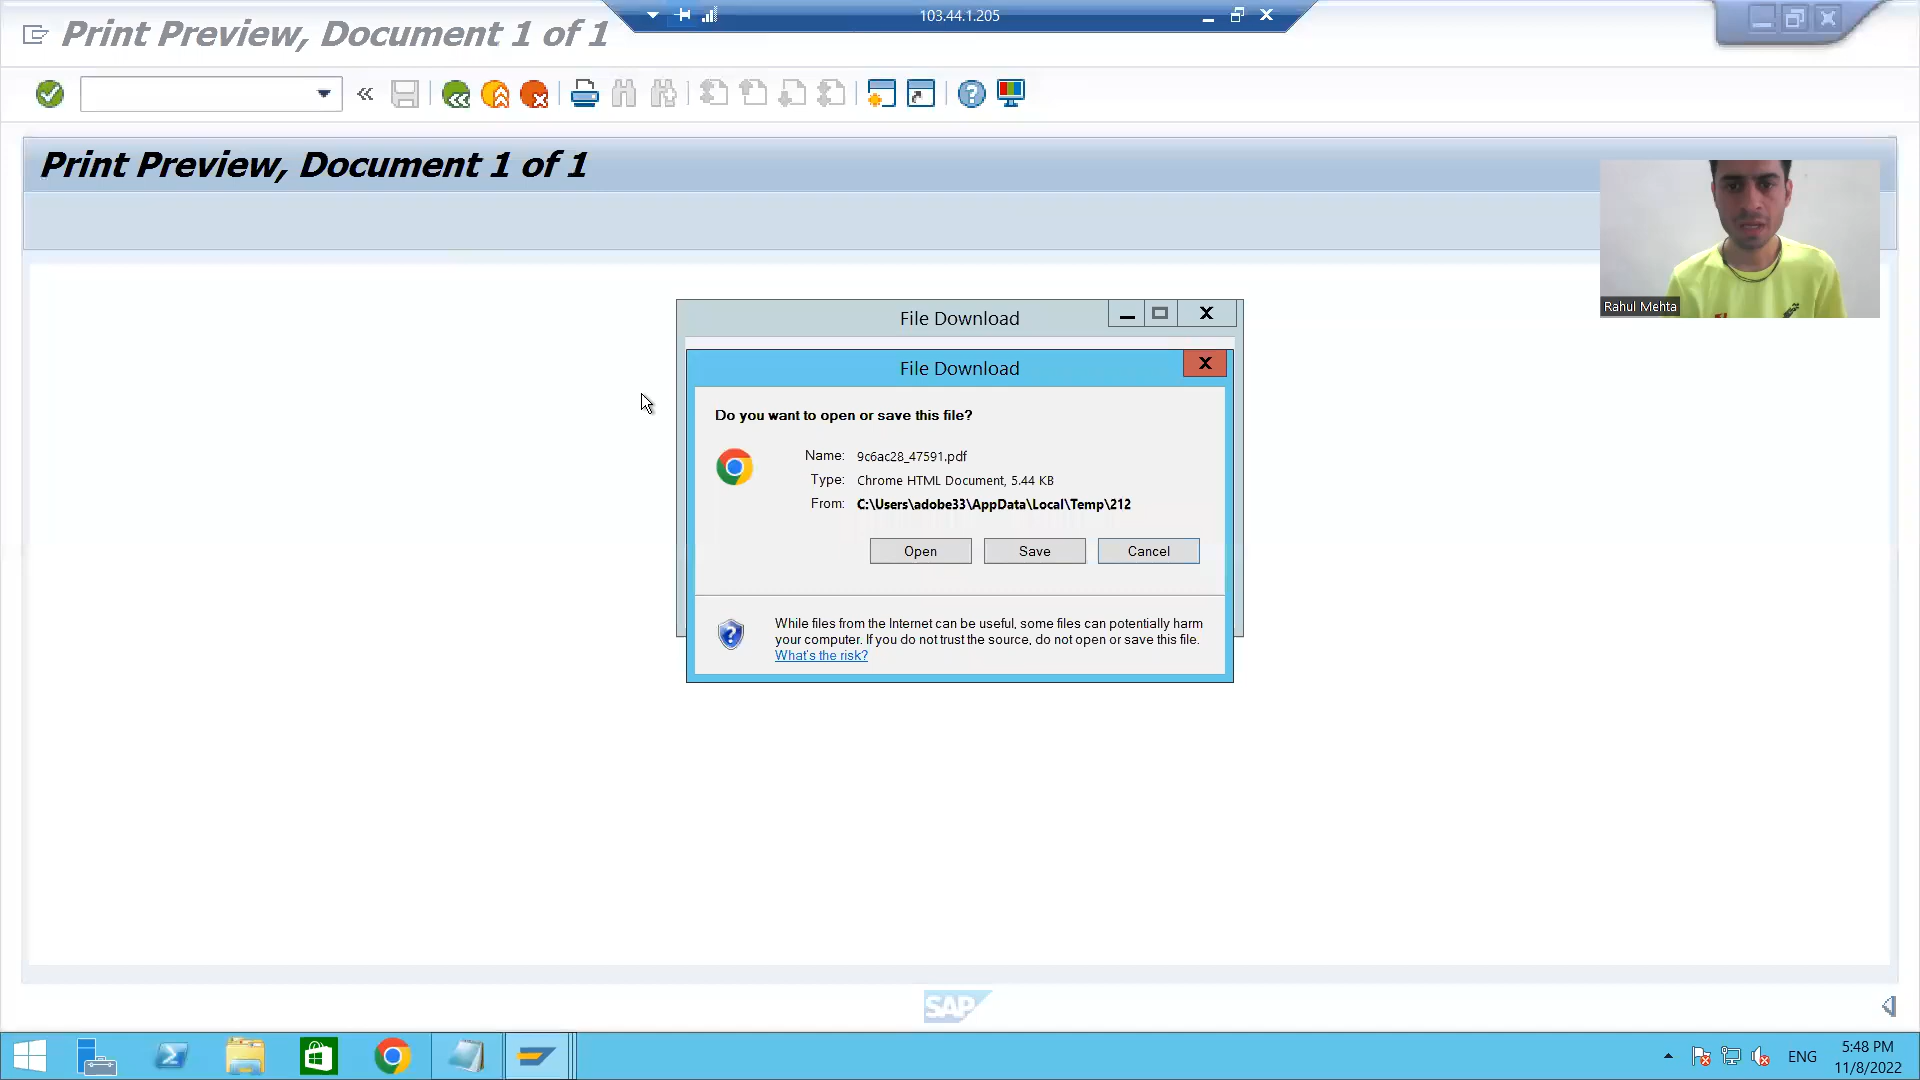 Print Preview, Document 1 of 1
103.44.1.205
Print Preview, Document 1 of 1
Rahul Mehta
File Download
File Download
Do you want to open or save this file?
Name: 9c6ac28_47591.pdf
Type: Chrome HTML Document, 5.44 KB
From: C:\Users\adobe33\AppData\Local\Temp\212
Open Save Cancel
While files from the Internet can be useful, some files can potentially harm
your computer. If you do not trust the source, do not open or save this file.
What's the risk?
SAP
ENG
5:48 PM
11/8/2022